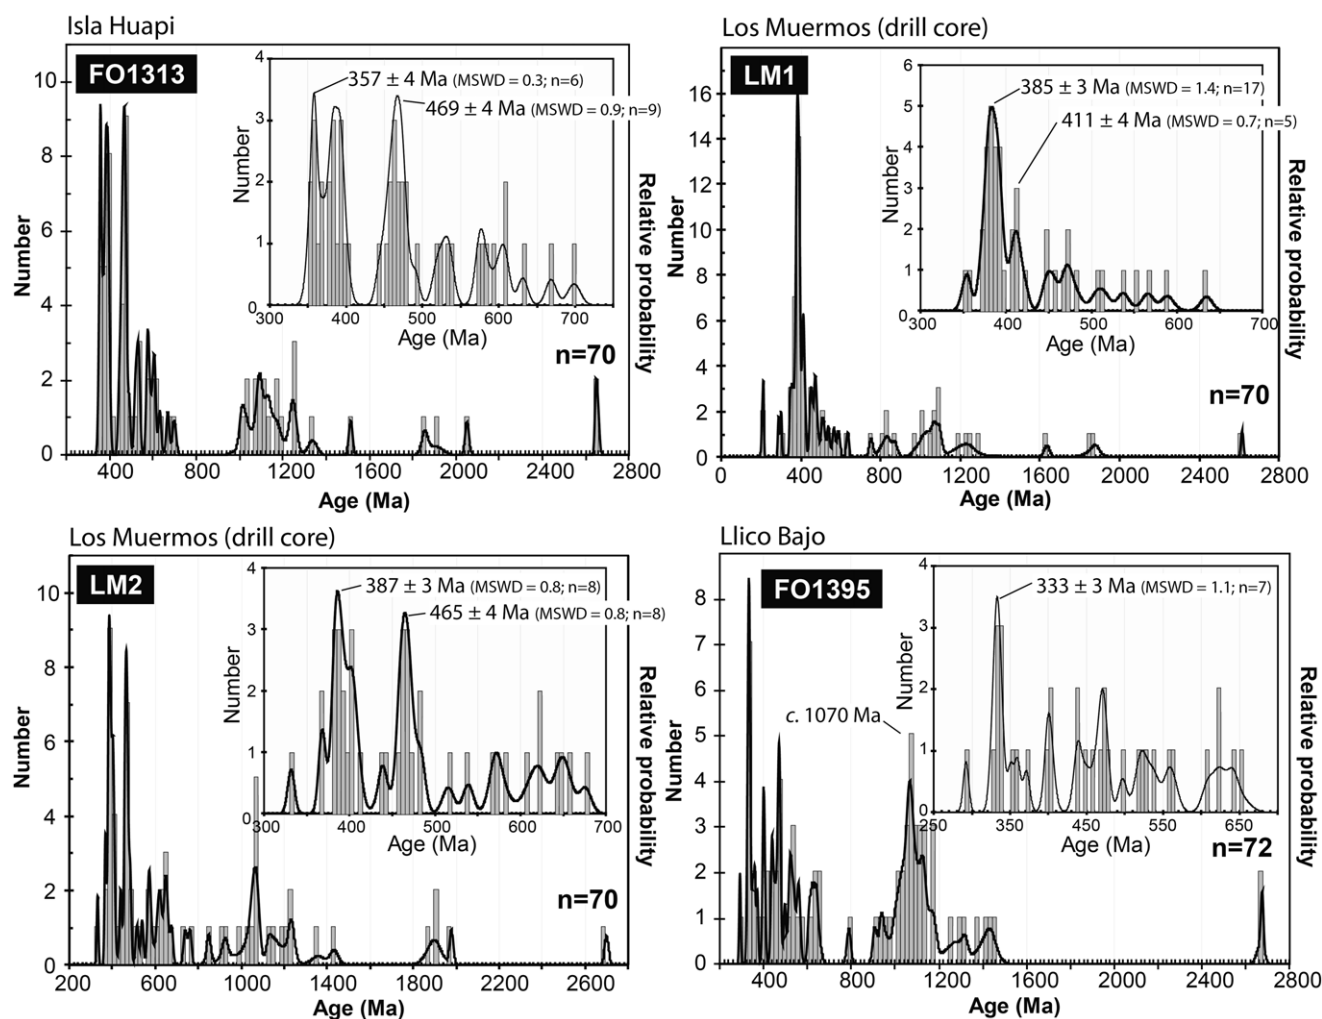 Isla Huapi
FO1313
Number
10
8
6
4
2
0
400 800 1200 1600 2000 2400 2800
Age (Ma)
Relative probability
n=70
Number
4
3
2
1
0
300 400 500 600 700
Age (Ma)
357 ± 4 Ma (MSWD = 0.3; n=6)
469 ± 4 Ma (MSWD = 0.9; n=9)
Los Muermos (drill core)
LM1
Number
16
14
12
10
8
6
4
2
0
0 400 800 1200 1600 2000 2400 2800
Age (Ma)
Relative probability
n=70
Number
6
5
4
3
2
1
0
300 400 500 600 700
Age (Ma)
385 ± 3 Ma (MSWD = 1.4; n=17)
411 ± 4 Ma (MSWD = 0.7; n=5)
Los Muermos (drill core)
LM2
Number
10
8
6
4
2
0
200 600 1000 1400 1800 2200 2600
Age (Ma)
Relative probability
n=70
Number
4
3
2
1
0
300 400 500 600 700
Age (Ma)
387 ± 3 Ma (MSWD = 0.8; n=8)
465 ± 4 Ma (MSWD = 0.8; n=8)
Llico Bajo
FO1395
Number
8
7
6
5
4
3
2
1
0
400 800 1200 1600 2000 2400 2800
Age (Ma)
Relative probability
n=72
c. 1070 Ma
Number
4
3
2
1
0
250 350 450 550 650
Age (Ma)
333 ± 3 Ma (MSWD = 1.1; n=7)